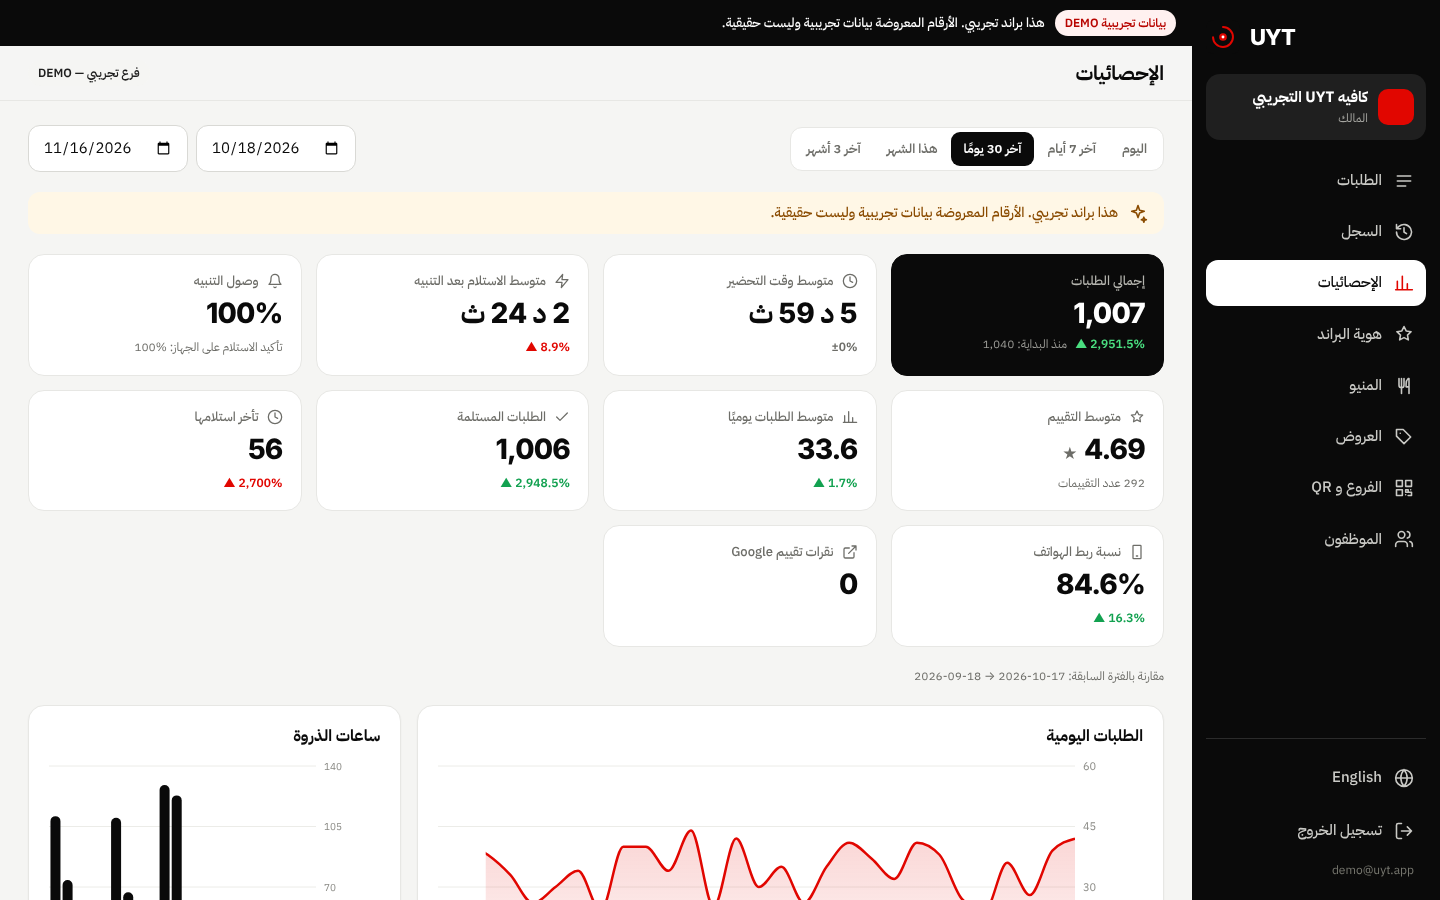 بيانات تجريبية DEMO هذا براند تجريبي. الأرقام المعروضة بيانات تجريبية وليست حقيقية.
UYT
كافيه UYT التجريبي
المالك
الطلبات
السجل
الإحصائيات
هوية البراند
المنيو
العروض
الفروع و QR
الموظفون
English
تسجيل الخروج
demo@uyt.app
الإحصائيات
فرع تجريبي — DEMO
اليوم آخر 7 أيام آخر 30 يومًا هذا الشهر آخر 3 أشهر
10/18/2026 11/16/2026
هذا براند تجريبي. الأرقام المعروضة بيانات تجريبية وليست حقيقية.
إجمالي الطلبات
1,007
▲ 2,951.5% منذ البداية: 1,040
متوسط وقت التحضير
5 د 59 ث
±0%
متوسط الاستلام بعد التنبيه
2 د 24 ث
▲ 8.9%
وصول التنبيه
100%
تأكيد الاستلام على الجهاز: 100%
متوسط التقييم
4.69 ★
292 عدد التقييمات
متوسط الطلبات يوميًا
33.6
▲ 1.7%
الطلبات المستلمة
1,006
▲ 2,948.5%
تأخر استلامها
56
▲ 2,700%
نسبة ربط الهواتف
84.6%
▲ 16.3%
نقرات تقييم Google
0
مقارنة بالفترة السابقة: 2026-10-17 → 2026-09-18
الطلبات اليومية
60
45
30
ساعات الذروة
140
105
70